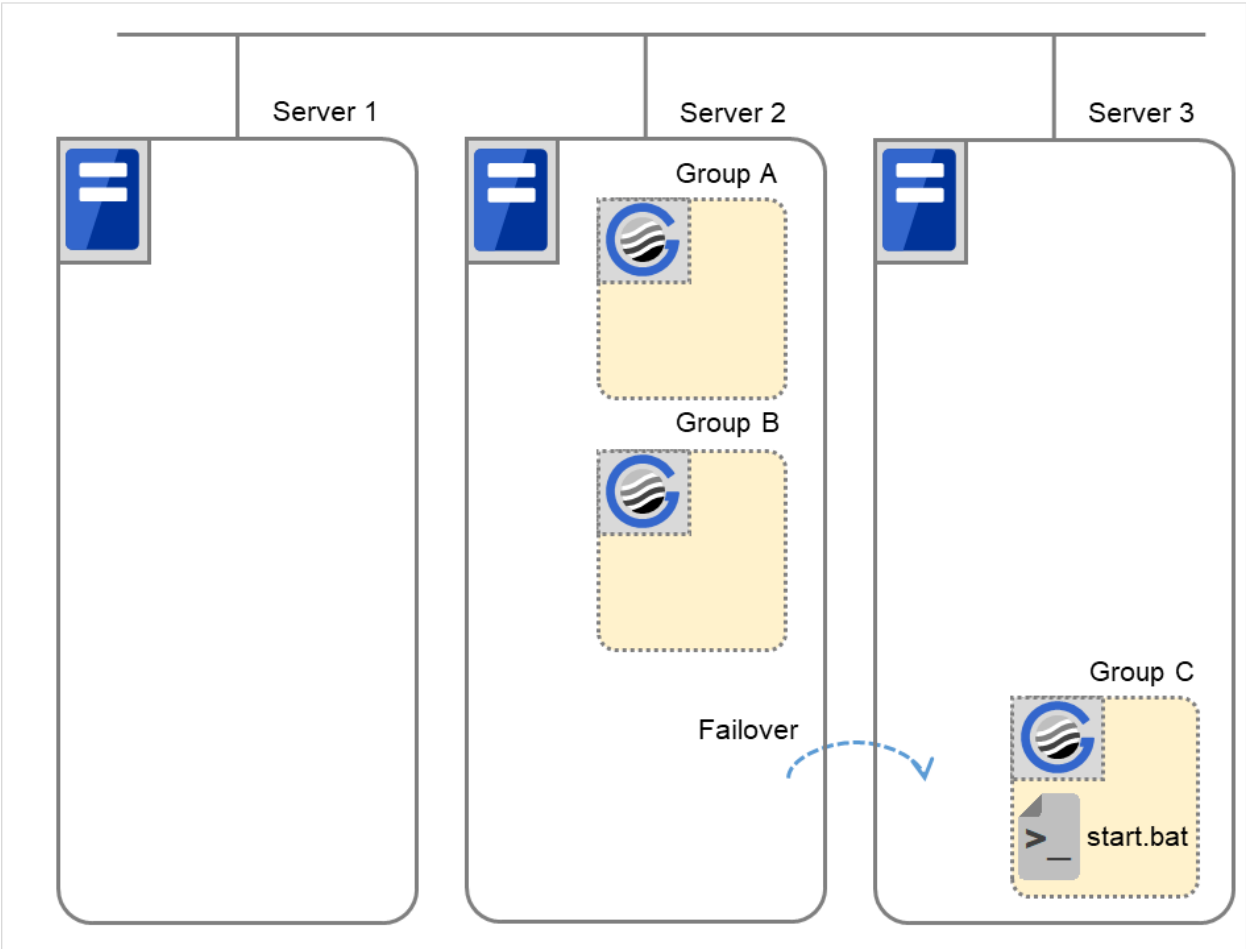 Server 1
Server 2
Server 3
Group A
Group B
Group C
Failover
>_ start.bat